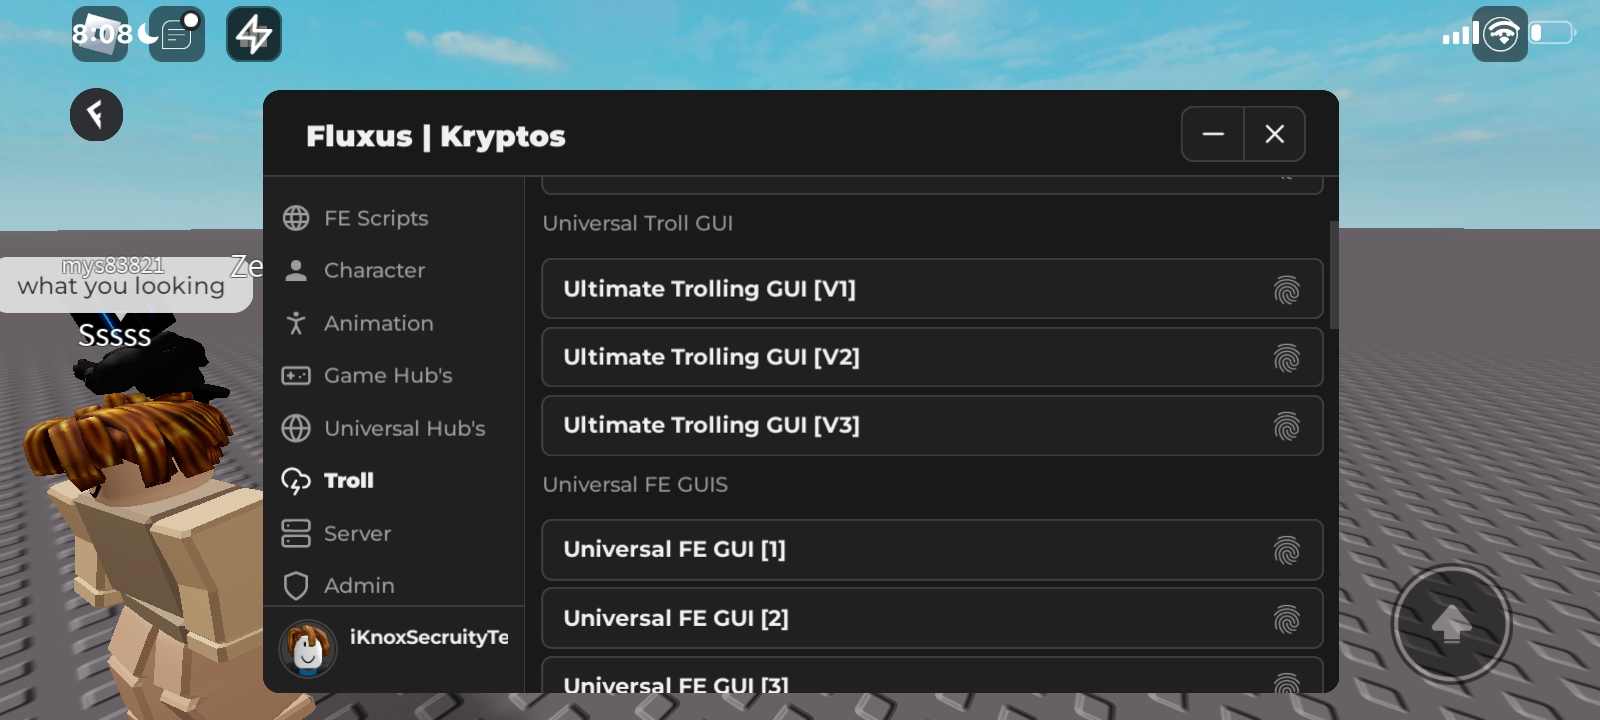 8:08
Fluxus | Kryptos
FE Scripts
Character
Animation
Game Hub's
Universal Hub's
Troll
Server
Admin
iKnoxSecruityTe
Universal Troll GUI
Ultimate Trolling GUI [V1]
Ultimate Trolling GUI [V2]
Ultimate Trolling GUI [V3]
Universal FE GUIS
Universal FE GUI [1]
Universal FE GUI [2]
Universal FE GUI [3]
mys83821
Ze
what you looking
Sssss